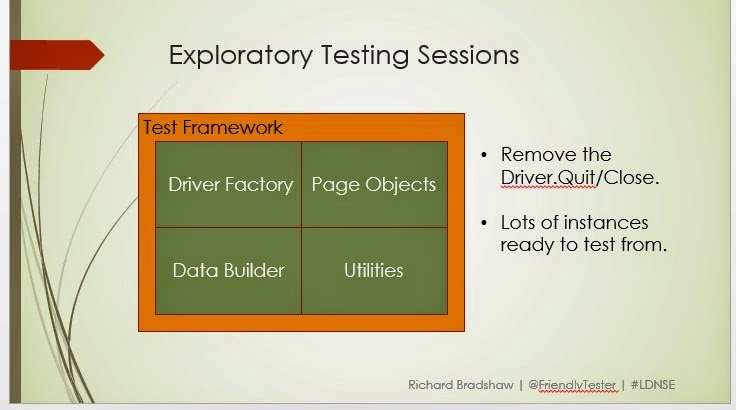 Exploratory Testing Sessions
Test Framework
Driver Factory
Page Objects
Data Builder
Utilities
• Remove the
Driver.Quit/Close.
• Lots of instances
ready to test from.
Richard Bradshaw | @FriendlyTester | #LDNSE